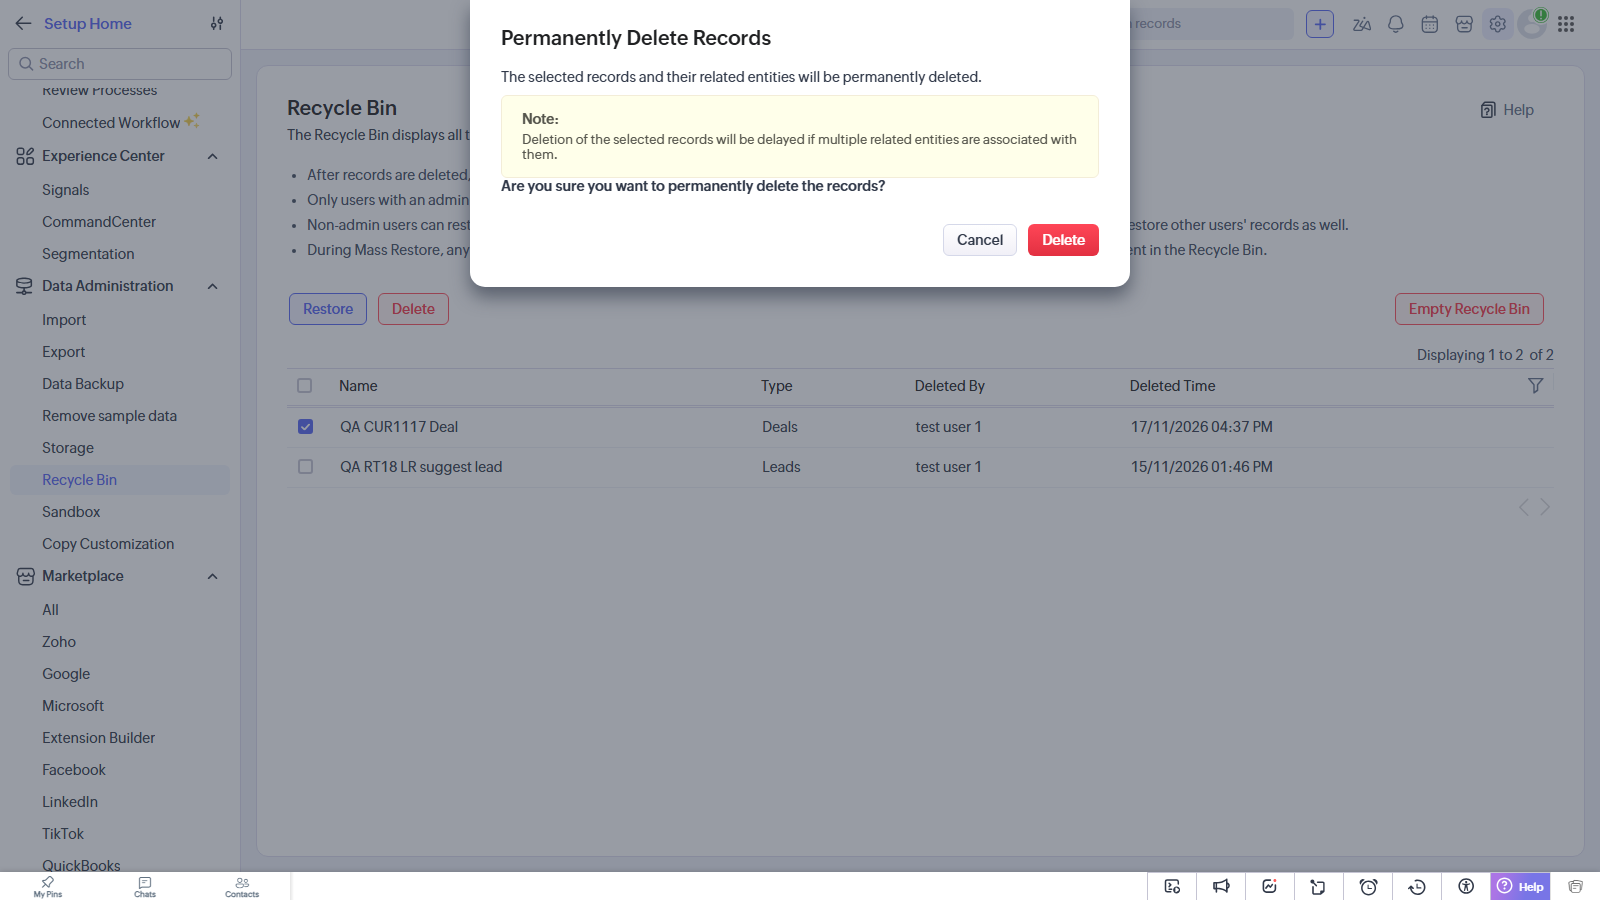 Setup Home
Search
Review Processes
Connected Workflow
Experience Center
Signals
CommandCenter
Segmentation
Data Administration
Import
Export
Data Backup
Remove sample data
Storage
Recycle Bin
Sandbox
Copy Customization
Marketplace
All
Zoho
Google
Microsoft
Extension Builder
Facebook
LinkedIn
TikTok
QuickBooks
records
Recycle Bin
Help
The Recycle Bin displays all t
• After records are deleted,
• Only users with an admin
• Non-admin users can rest
estore other users' records as well.
• During Mass Restore, any
nt in the Recycle Bin.
Permanently Delete Records
The selected records and their related entities will be permanently deleted.
Note:
Deletion of the selected records will be delayed if multiple related entities are associated with
them.
Are you sure you want to permanently delete the records?
Cancel
Delete
Restore
Delete
Empty Recycle Bin
Displaying 1 to 2 of 2
Name Type Deleted By Deleted Time
QA CUR1117 Deal Deals test user 1 17/11/2026 04:37 PM
QA RT18 LR suggest lead Leads test user 1 15/11/2026 01:46 PM
My Pins
Chats
Contacts
Help